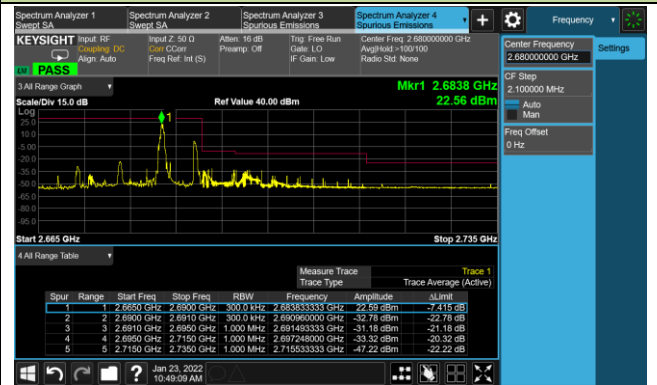 Spectrum Analyzer 1 Spectrum Analyzer 2 Spectrum Analyzer 3 Spectrum Analyzer 4
Swept SA Swept SA Spurious Emissions Spurious Emissions
+
Frequency
KEYSIGHT Input: RF Input Z: 50 Ω Atten: 16 dB Trig: Free Run Center Freq: 2.680000000 GHz
Coupling: DC Corr CCorr Preamp: Off Gate: LO Avg|Hold:>100/100
Align: Auto Freq Ref: Int (S) IF Gain: Low Radio Std: None
PASS
Center Frequency
2.680000000 GHz
Settings
CF Step
2.100000 MHz
Auto
Man
Freq Offset
0 Hz
3 All Range Graph
Mkr1 2.6838 GHz
Scale/Div 15.0 dB Ref Value 40.00 dBm 22.56 dBm
Log
25.0
10.0
-5.00
-20.0
-35.0
-50.0
-65.0
-80.0
-95.0
1
Start 2.665 GHz Stop 2.735 GHz
4 All Range Table
Measure Trace Trace 1
Trace Type Trace Average (Active)
Spur Range Start Freq Stop Freq RBW Frequency Amplitude ΔLimit
1 1 2.6650 GHz 2.6900 GHz 300.0 kHz 2.683833333 GHz 22.59 dBm -7.415 dB
2 2 2.6900 GHz 2.6910 GHz 300.0 kHz 2.690960000 GHz -32.78 dBm -22.78 dB
3 3 2.6910 GHz 2.6950 GHz 1.000 MHz 2.691493333 GHz -31.18 dBm -21.18 dB
4 4 2.6950 GHz 2.7150 GHz 1.000 MHz 2.697248000 GHz -33.32 dBm -20.32 dB
5 5 2.7150 GHz 2.7350 GHz 1.000 MHz 2.715533333 GHz -47.22 dBm -22.22 dB
? Jan 23, 2022
10:49:09 AM